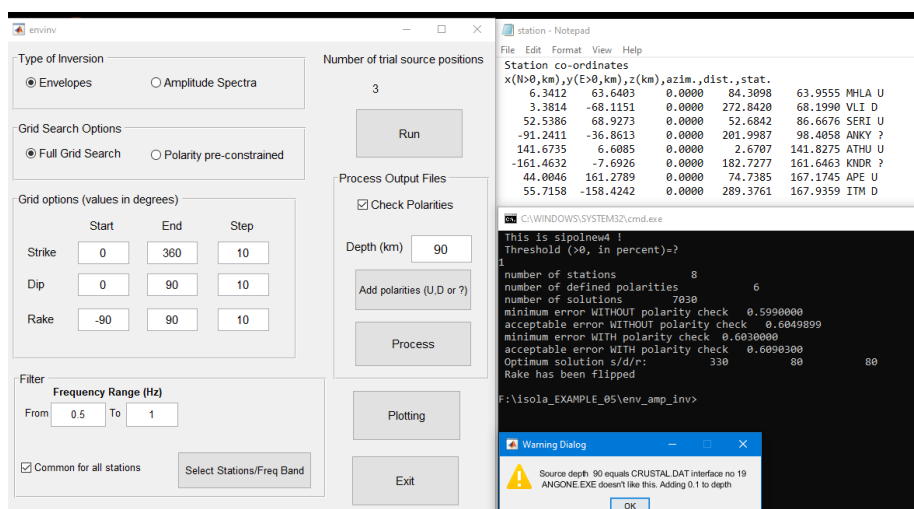 envinv
Type of Inversion
Envelopes
Amplitude Spectra
Grid Search Options
Full Grid Search
Polarity pre-constrained
Grid options (values in degrees)
Start End Step
Strike 0 360 10
Dip 0 90 10
Rake -90 90 10
Filter
Frequency Range (Hz)
From 0.5 To 1
Common for all stations
Select Stations/Freq Band
Number of trial source positions
3
Run
Process Output Files
Check Polarities
Depth (km) 90
Add polarities (U,D or ?)
Process
Plotting
Exit
station - Notepad
File Edit Format View Help
Station co-ordinates
x(N>0,km),y(E>0,km),z(km),azim.,dist.,stat.
6.3412 63.6403 0.0000 84.3098 63.9555 MHLA U
3.3814 -68.1151 0.0000 272.8420 68.1990 VLI D
52.5386 68.9273 0.0000 52.6842 86.6676 SERI U
-91.2411 -36.8613 0.0000 201.9987 98.4058 ANKY ?
141.6735 6.6085 0.0000 2.6707 141.8275 ATHU U
-161.4632 -7.6926 0.0000 182.7277 161.6463 KNDR ?
44.0046 161.2789 0.0000 74.7385 167.1745 APE U
55.7158 -158.4242 0.0000 289.3761 167.9359 ITM D
C:\WINDOWS\SYSTEM32\cmd.exe
This is sipolnew4 !
Threshold (>0, in percent)=?
1
number of stations 8
number of defined polarities 6
number of solutions 7030
minimum error WITHOUT polarity check 0.5990000
acceptable error WITHOUT polarity check 0.6049899
minimum error WITH polarity check 0.6030000
acceptable error WITH polarity check 0.6090300
Optimum solution s/d/r: 330 80 80
Rake has been flipped
F:\isola_EXAMPLE_05\env_amp_inv>
Warning Dialog
Source depth 90 equals CRUSTAL.DAT interface no 19
ANGONE.EXE doesn't like this. Adding 0.1 to depth
OK